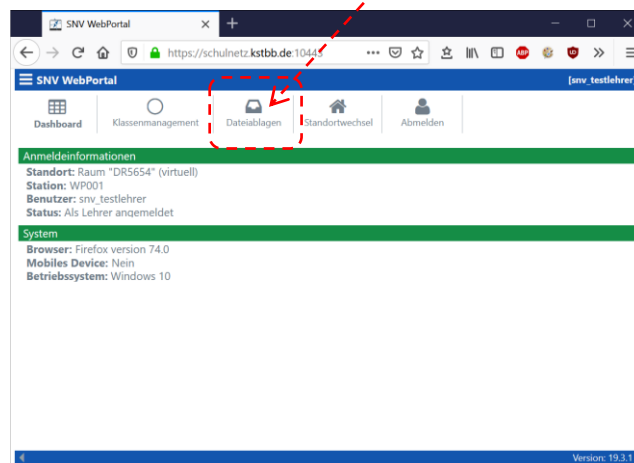 SNV WebPortal
https://schulnetz.kstbb.de:10443
ABP
SNV WebPortal
[snv_testlehrer]
Dashboard
Klassenmanagement
Dateiablagen
Standortwechsel
Abmelden
Anmeldeinformationen
Standort: Raum "DR5654" (virtuell)
Station: WP001
Benutzer: snv_testlehrer
Status: Als Lehrer angemeldet
System
Browser: Firefox version 74.0
Mobiles Device: Nein
Betriebssystem: Windows 10
Version: 19.3.1